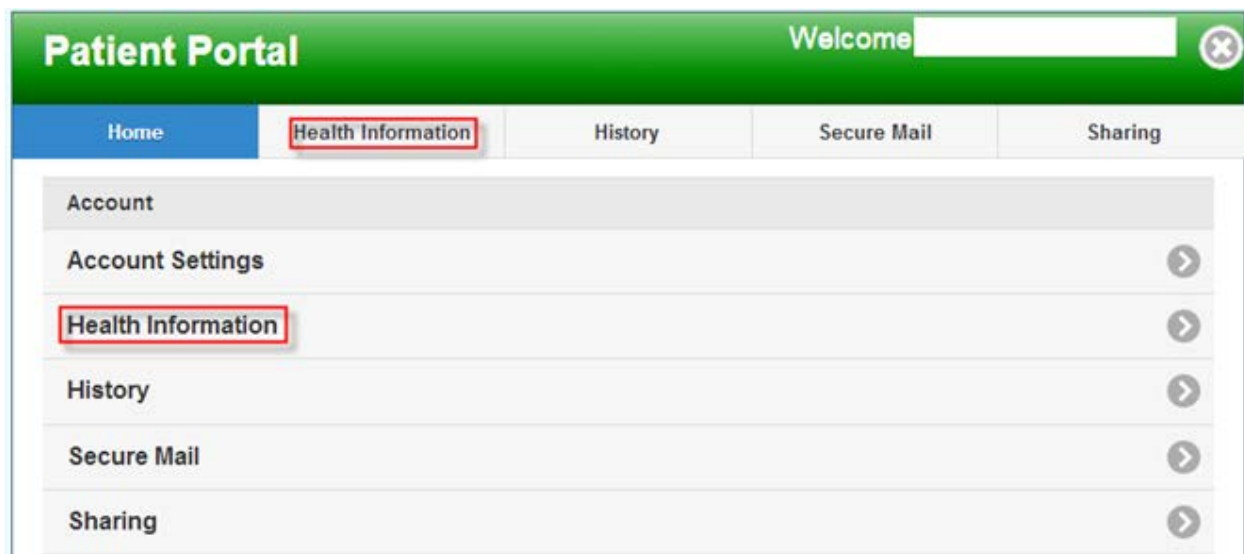 Patient Portal Welcome
Home Health Information History Secure Mail Sharing
Account
Account Settings
Health Information
History
Secure Mail
Sharing